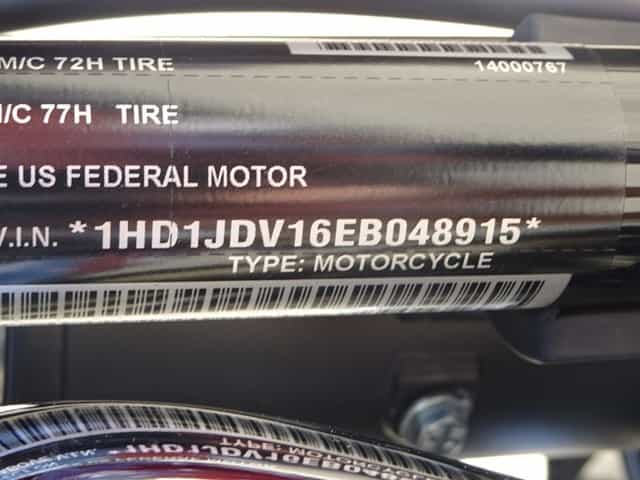 M/C 72H TIRE
14000767
/C 77H TIRE
US FEDERAL MOTOR
V.I.N. *1HD1JDV16EB048915*
TYPE: MOTORCYCLE